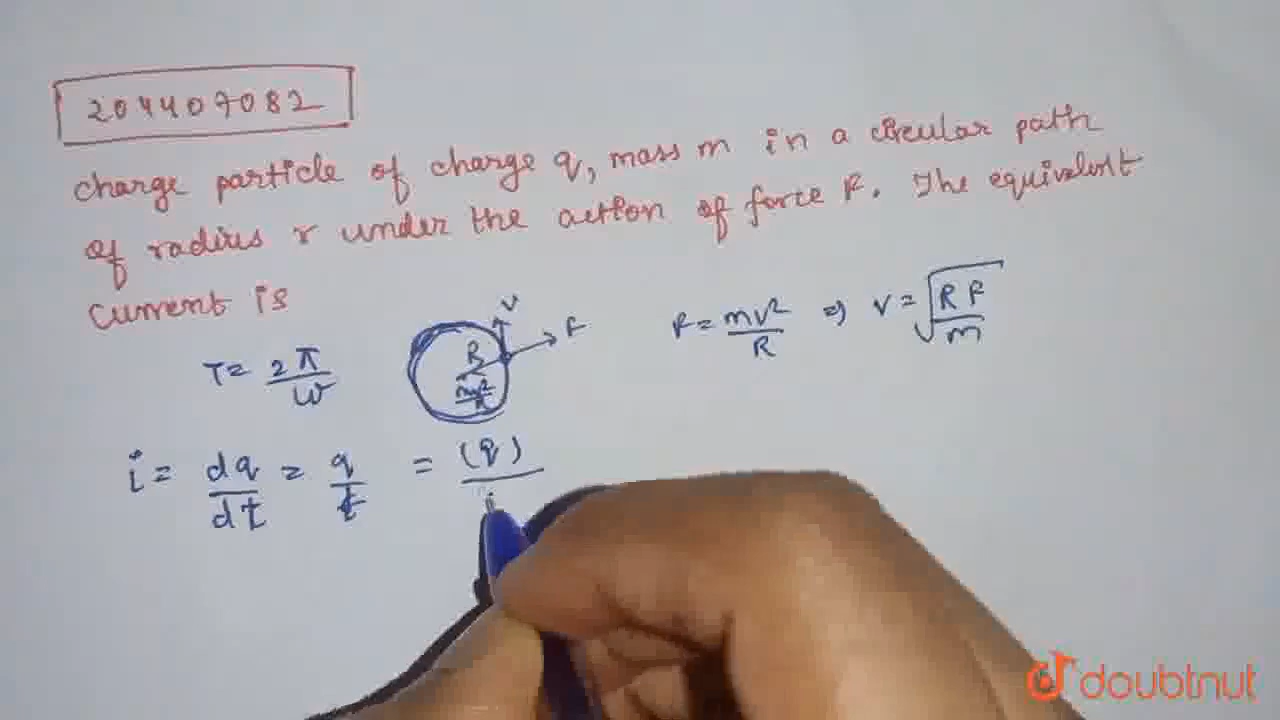 204407082
charge particle of charge q, mass m in a circular path
of radius r under the action of force F. The equivalent
current is
T = 2π/ω
V
F
R
mv²/R
F = mv²/R ⇒ V = √(RF/m)
i = dq/dt = q/t = (q)
doubtnut